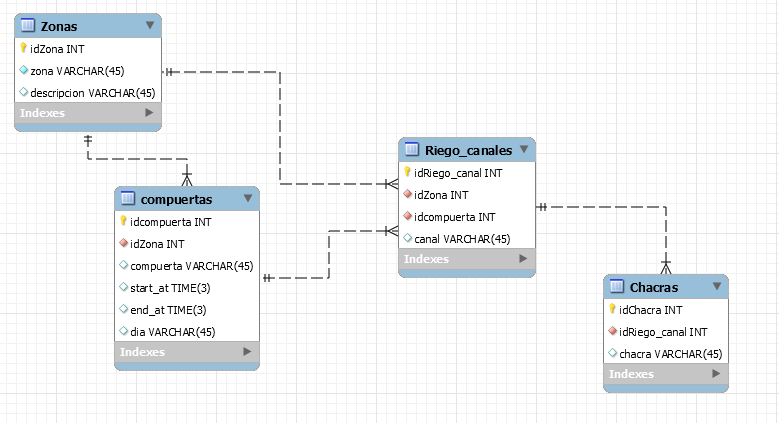 Zonas
idZona INT
zona VARCHAR(45)
descripcion VARCHAR(45)
Indexes
compuertas
idcompuerta INT
idZona INT
compuerta VARCHAR(45)
start_at TIME(3)
end_at TIME(3)
dia VARCHAR(45)
Indexes
Riego_canales
idRiego_canal INT
idZona INT
idcompuerta INT
canal VARCHAR(45)
Indexes
Chacras
idChacra INT
idRiego_canal INT
chacra VARCHAR(45)
Indexes